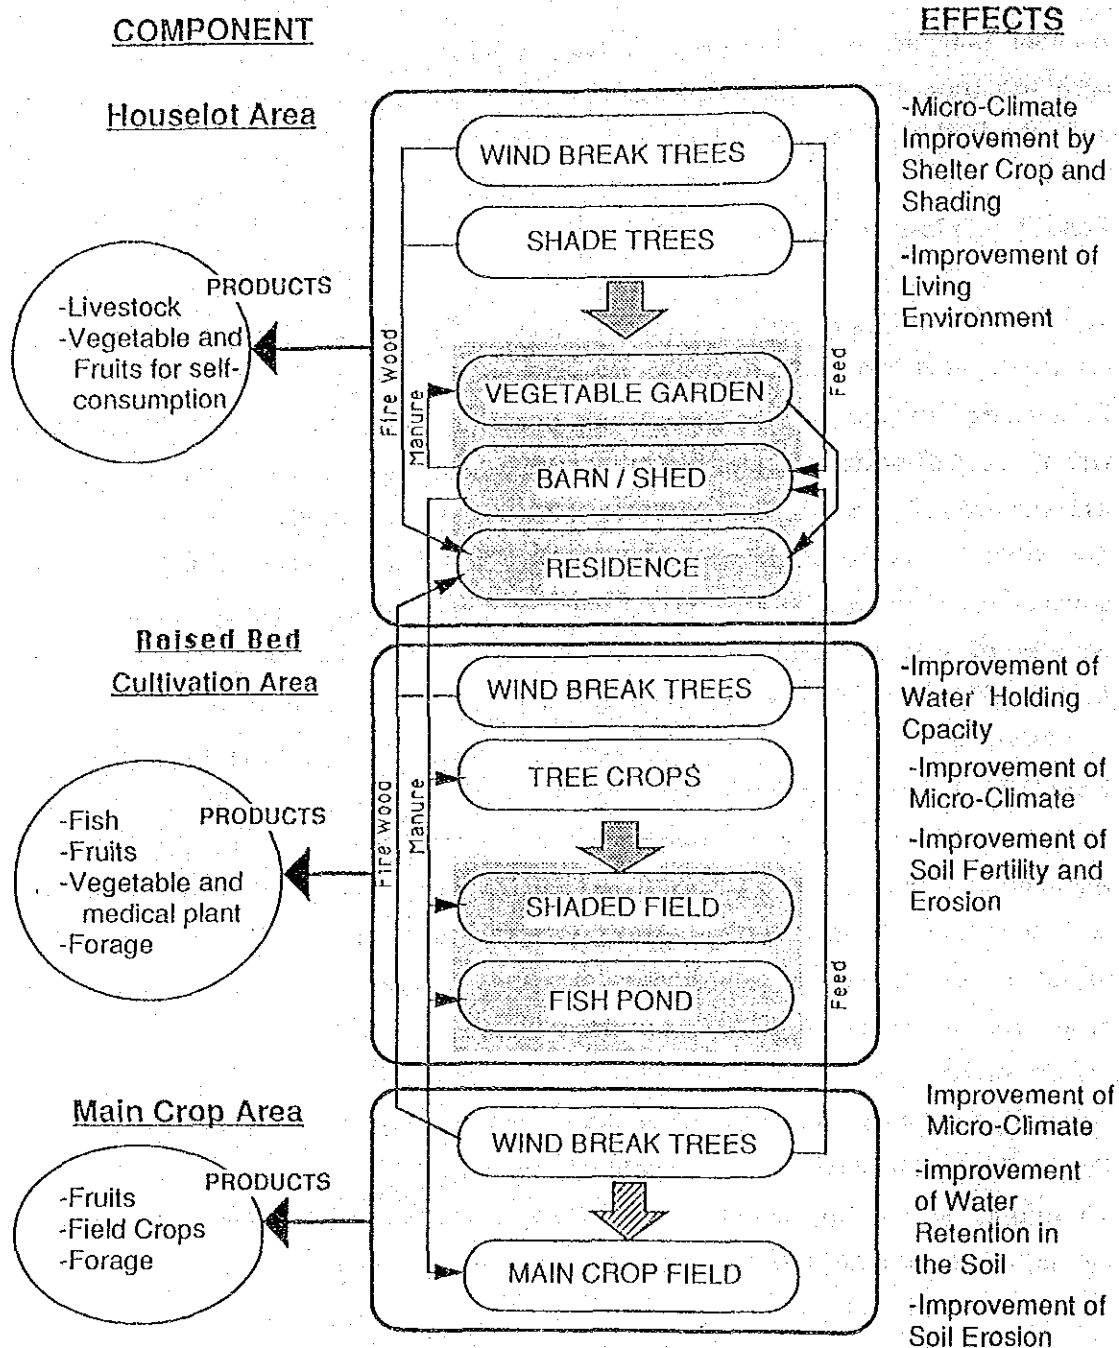 COMPONENT
EFFECTS
Houselot Area
WIND BREAK TREES
SHADE TREES
VEGETABLE GARDEN
BARN / SHED
RESIDENCE
Fire Wood
Manure
Feed
PRODUCTS
-Livestock
-Vegetable and
Fruits for self-
consumption
-Micro-Climate
Improvement by
Shelter Crop and
Shading
-Improvement of
Living
Environment
Raised Bed
Cultivation Area
WIND BREAK TREES
TREE CROPS
SHADED FIELD
FISH POND
Fire wood
Manure
Feed
PRODUCTS
-Fish
-Fruits
-Vegetable and
medical plant
-Forage
-Improvement of
Water Holding
Cpacity
-Improvement of
Micro-Climate
-Improvement of
Soil Fertility and
Erosion
Main Crop Area
WIND BREAK TREES
MAIN CROP FIELD
PRODUCTS
-Fruits
-Field Crops
-Forage
Improvement of
Micro-Climate
-improvement
of Water
Retention in
the Soil
-Improvement of
Soil Erosion